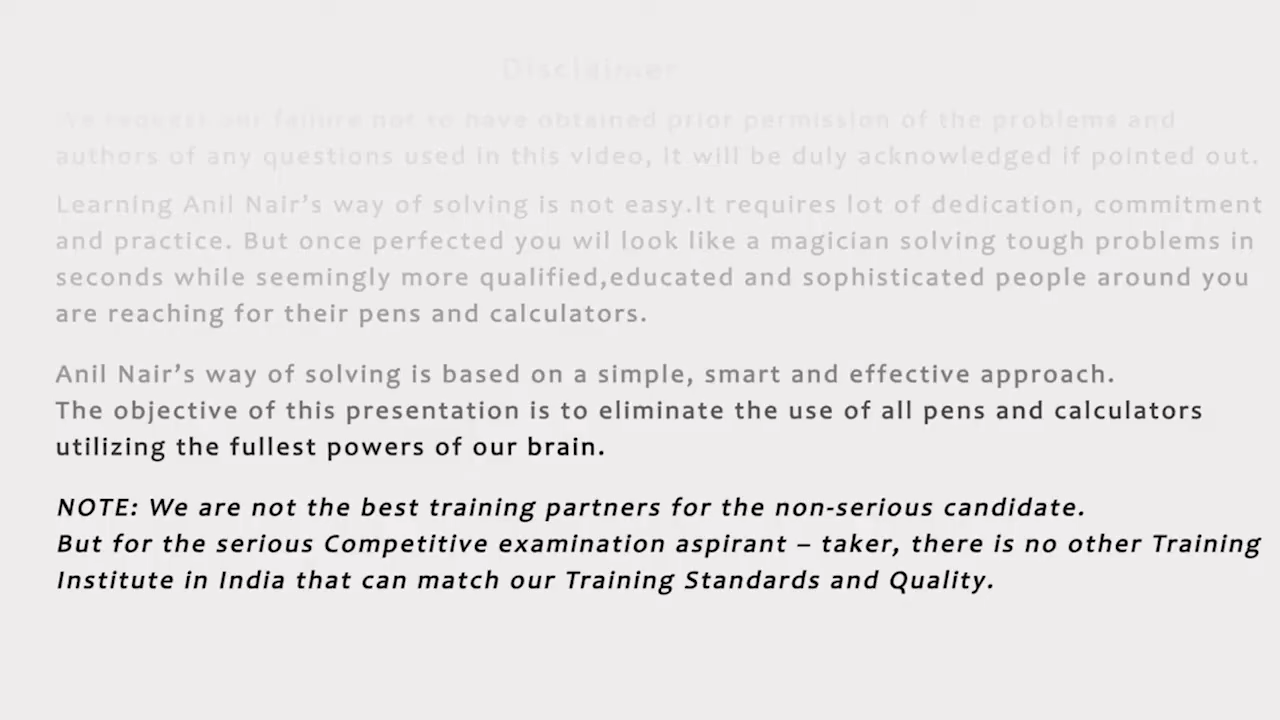 Disclaimer
We request our failure not to have obtained prior permission of the problems and
authors of any questions used in this video, it will be duly acknowledged if pointed out.
Learning Anil Nair's way of solving is not easy.It requires lot of dedication, commitment
and practice. But once perfected you wil look like a magician solving tough problems in
seconds while seemingly more qualified,educated and sophisticated people around you
are reaching for their pens and calculators.
Anil Nair's way of solving is based on a simple, smart and effective approach.
The objective of this presentation is to eliminate the use of all pens and calculators
utilizing the fullest powers of our brain.
NOTE: We are not the best training partners for the non-serious candidate.
But for the serious Competitive examination aspirant – taker, there is no other Training
Institute in India that can match our Training Standards and Quality.